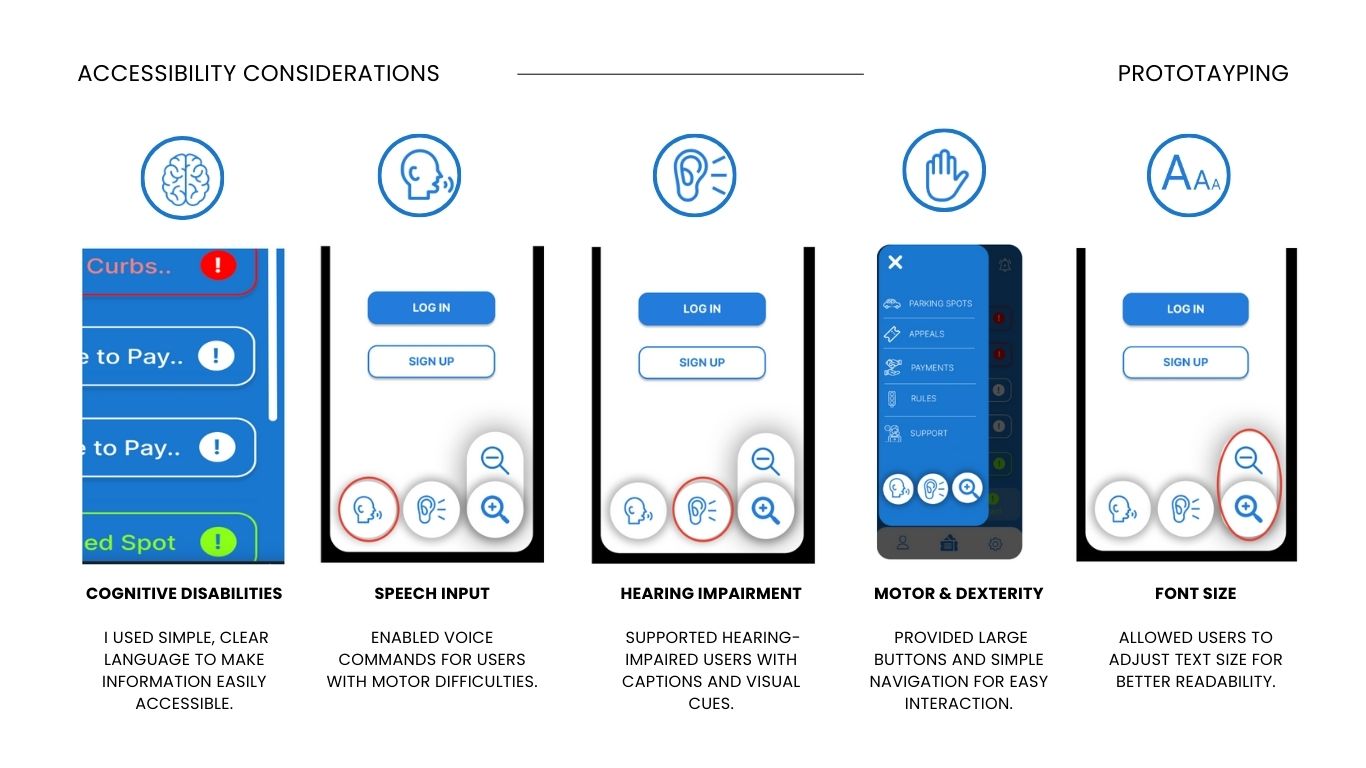 ACCESSIBILITY CONSIDERATIONS
PROTOTAYPING
A A A
Curbs.. !
e to Pay.. !
e to Pay.. !
ed Spot !
COGNITIVE DISABILITIES
I USED SIMPLE, CLEAR
LANGUAGE TO MAKE
INFORMATION EASILY
ACCESSIBLE.
LOG IN
SIGN UP
SPEECH INPUT
ENABLED VOICE
COMMANDS FOR USERS
WITH MOTOR DIFFICULTIES.
LOG IN
SIGN UP
HEARING IMPAIRMENT
SUPPORTED HEARING-
IMPAIRED USERS WITH
CAPTIONS AND VISUAL
CUES.
PARKING SPOTS
APPEALS
PAYMENTS
RULES
SUPPORT
MOTOR & DEXTERITY
PROVIDED LARGE
BUTTONS AND SIMPLE
NAVIGATION FOR EASY
INTERACTION.
LOG IN
SIGN UP
FONT SIZE
ALLOWED USERS TO
ADJUST TEXT SIZE FOR
BETTER READABILITY.